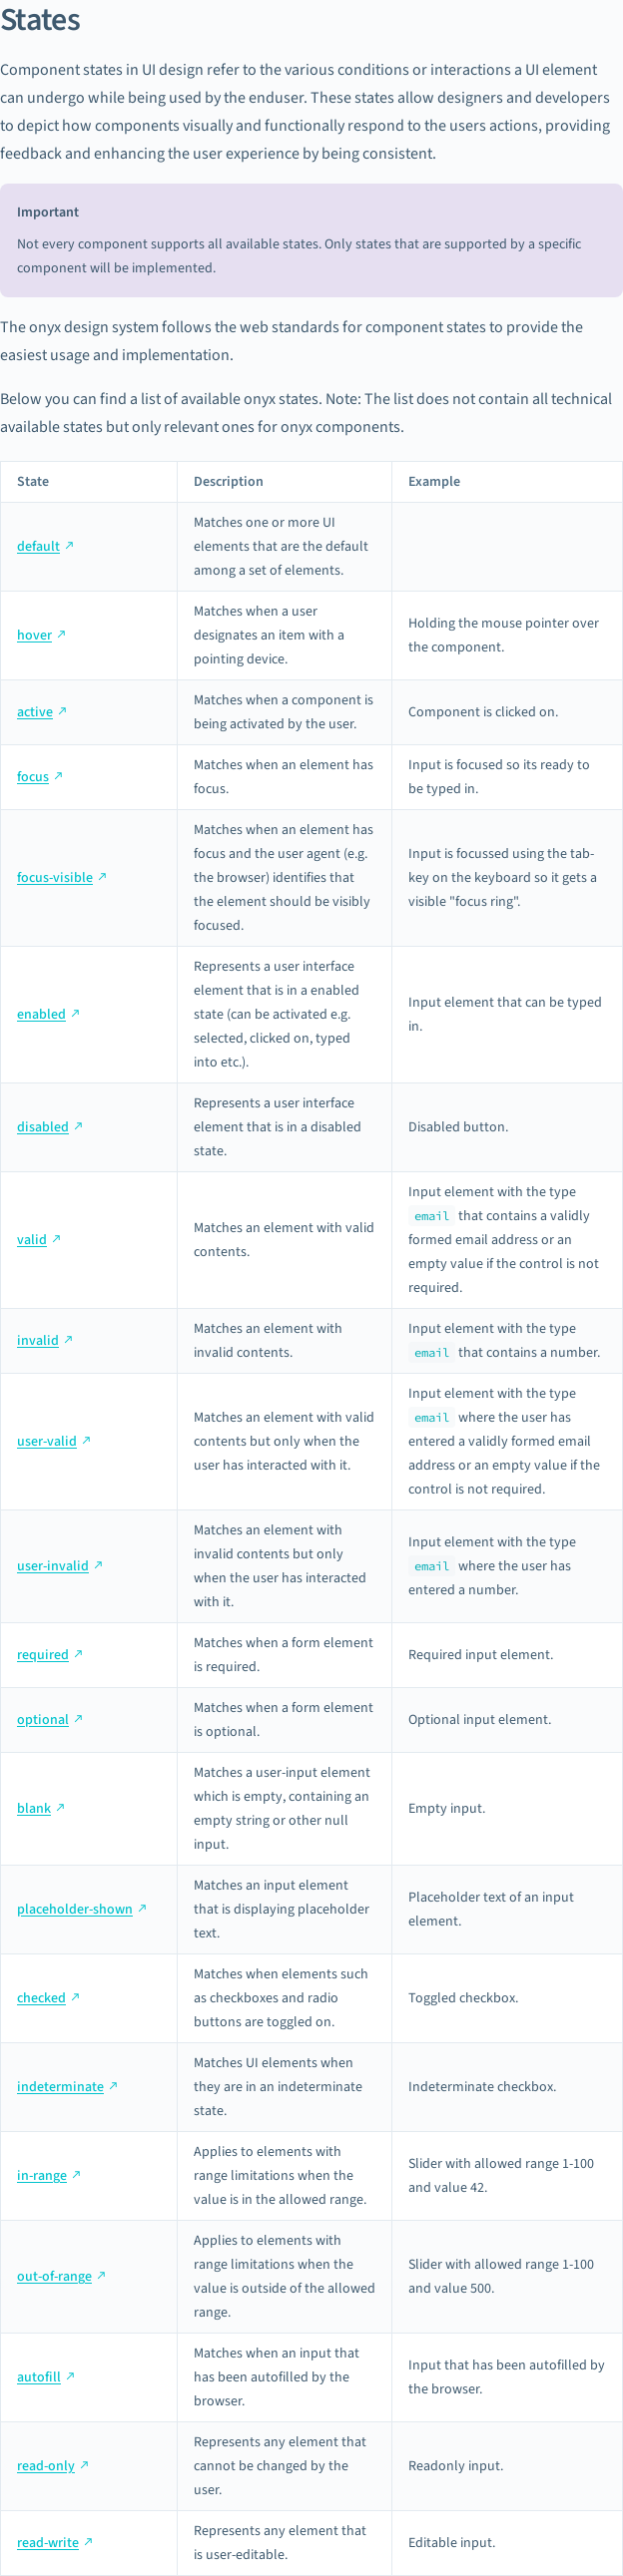 States
Component states in UI design refer to the various conditions or interactions a UI element
can undergo while being used by the enduser. These states allow designers and developers
to depict how components visually and functionally respond to the users actions, providing
feedback and enhancing the user experience by being consistent.
Important
Not every component supports all available states. Only states that are supported by a specific
component will be implemented.
The onyx design system follows the web standards for component states to provide the
easiest usage and implementation.
Below you can find a list of available onyx states. Note: The list does not contain all technical
available states but only relevant ones for onyx components.
State
Description
Example
default ↗
Matches one or more UI
elements that are the default
among a set of elements.
hover ↗
Matches when a user
designates an item with a
pointing device.
Holding the mouse pointer over
the component.
active ↗
Matches when a component is
being activated by the user.
Component is clicked on.
focus ↗
Matches when an element has
focus.
Input is focused so its ready to
be typed in.
focus-visible ↗
Matches when an element has
focus and the user agent (e.g.
the browser) identifies that
the element should be visibly
focused.
Input is focussed using the tab-
key on the keyboard so it gets a
visible "focus ring".
enabled ↗
Represents a user interface
element that is in a enabled
state (can be activated e.g.
selected, clicked on, typed
into etc.).
Input element that can be typed
in.
disabled ↗
Represents a user interface
element that is in a disabled
state.
Disabled button.
valid ↗
Matches an element with valid
contents.
Input element with the type
email that contains a validly
formed email address or an
empty value if the control is not
required.
invalid ↗
Matches an element with
invalid contents.
Input element with the type
email that contains a number.
user-valid ↗
Matches an element with valid
contents but only when the
user has interacted with it.
Input element with the type
email where the user has
entered a validly formed email
address or an empty value if the
control is not required.
user-invalid ↗
Matches an element with
invalid contents but only
when the user has interacted
with it.
Input element with the type
email where the user has
entered a number.
required ↗
Matches when a form element
is required.
Required input element.
optional ↗
Matches when a form element
is optional.
Optional input element.
blank ↗
Matches a user-input element
which is empty, containing an
empty string or other null
input.
Empty input.
placeholder-shown ↗
Matches an input element
that is displaying placeholder
text.
Placeholder text of an input
element.
checked ↗
Matches when elements such
as checkboxes and radio
buttons are toggled on.
Toggled checkbox.
indeterminate ↗
Matches UI elements when
they are in an indeterminate
state.
Indeterminate checkbox.
in-range ↗
Applies to elements with
range limitations when the
value is in the allowed range.
Slider with allowed range 1-100
and value 42.
out-of-range ↗
Applies to elements with
range limitations when the
value is outside of the allowed
range.
Slider with allowed range 1-100
and value 500.
autofill ↗
Matches when an input that
has been autofilled by the
browser.
Input that has been autofilled by
the browser.
read-only ↗
Represents any element that
cannot be changed by the
user.
Readonly input.
read-write ↗
Represents any element that
is user-editable.
Editable input.